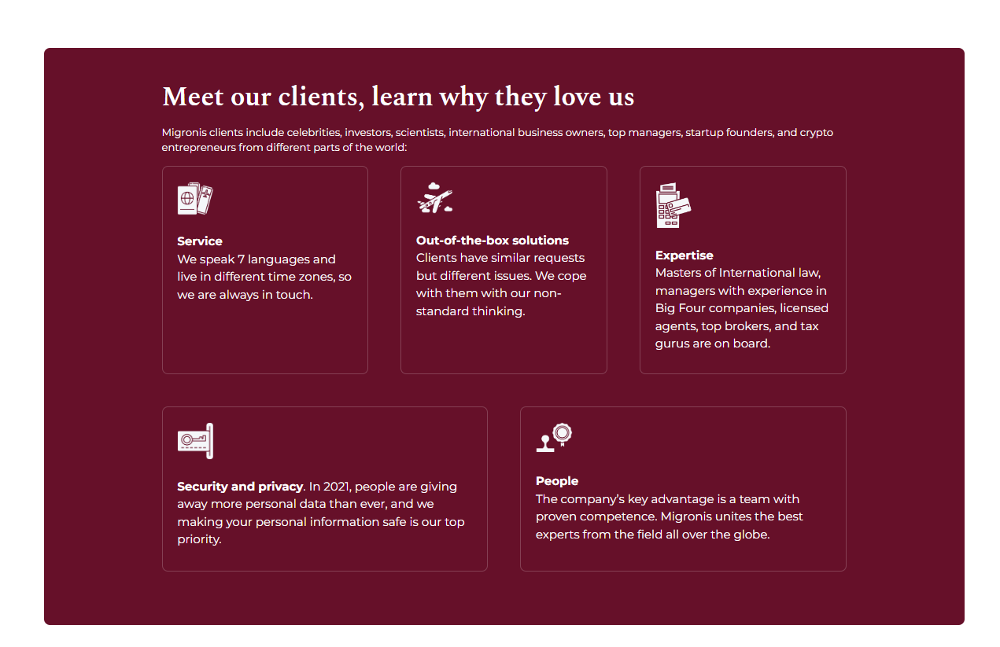 Meet our clients, learn why they love us
Migronis clients include celebrities, investors, scientists, international business owners, top managers, startup founders, and crypto
entrepreneurs from different parts of the world:
Service
We speak 7 languages and
live in different time zones, so
we are always in touch.
Out-of-the-box solutions
Clients have similar requests
but different issues. We cope
with them with our non-
standard thinking.
Expertise
Masters of International law,
managers with experience in
Big Four companies, licensed
agents, top brokers, and tax
gurus are on board.
Security and privacy. In 2021, people are giving
away more personal data than ever, and we
making your personal information safe is our top
priority.
People
The company’s key advantage is a team with
proven competence. Migronis unites the best
experts from the field all over the globe.